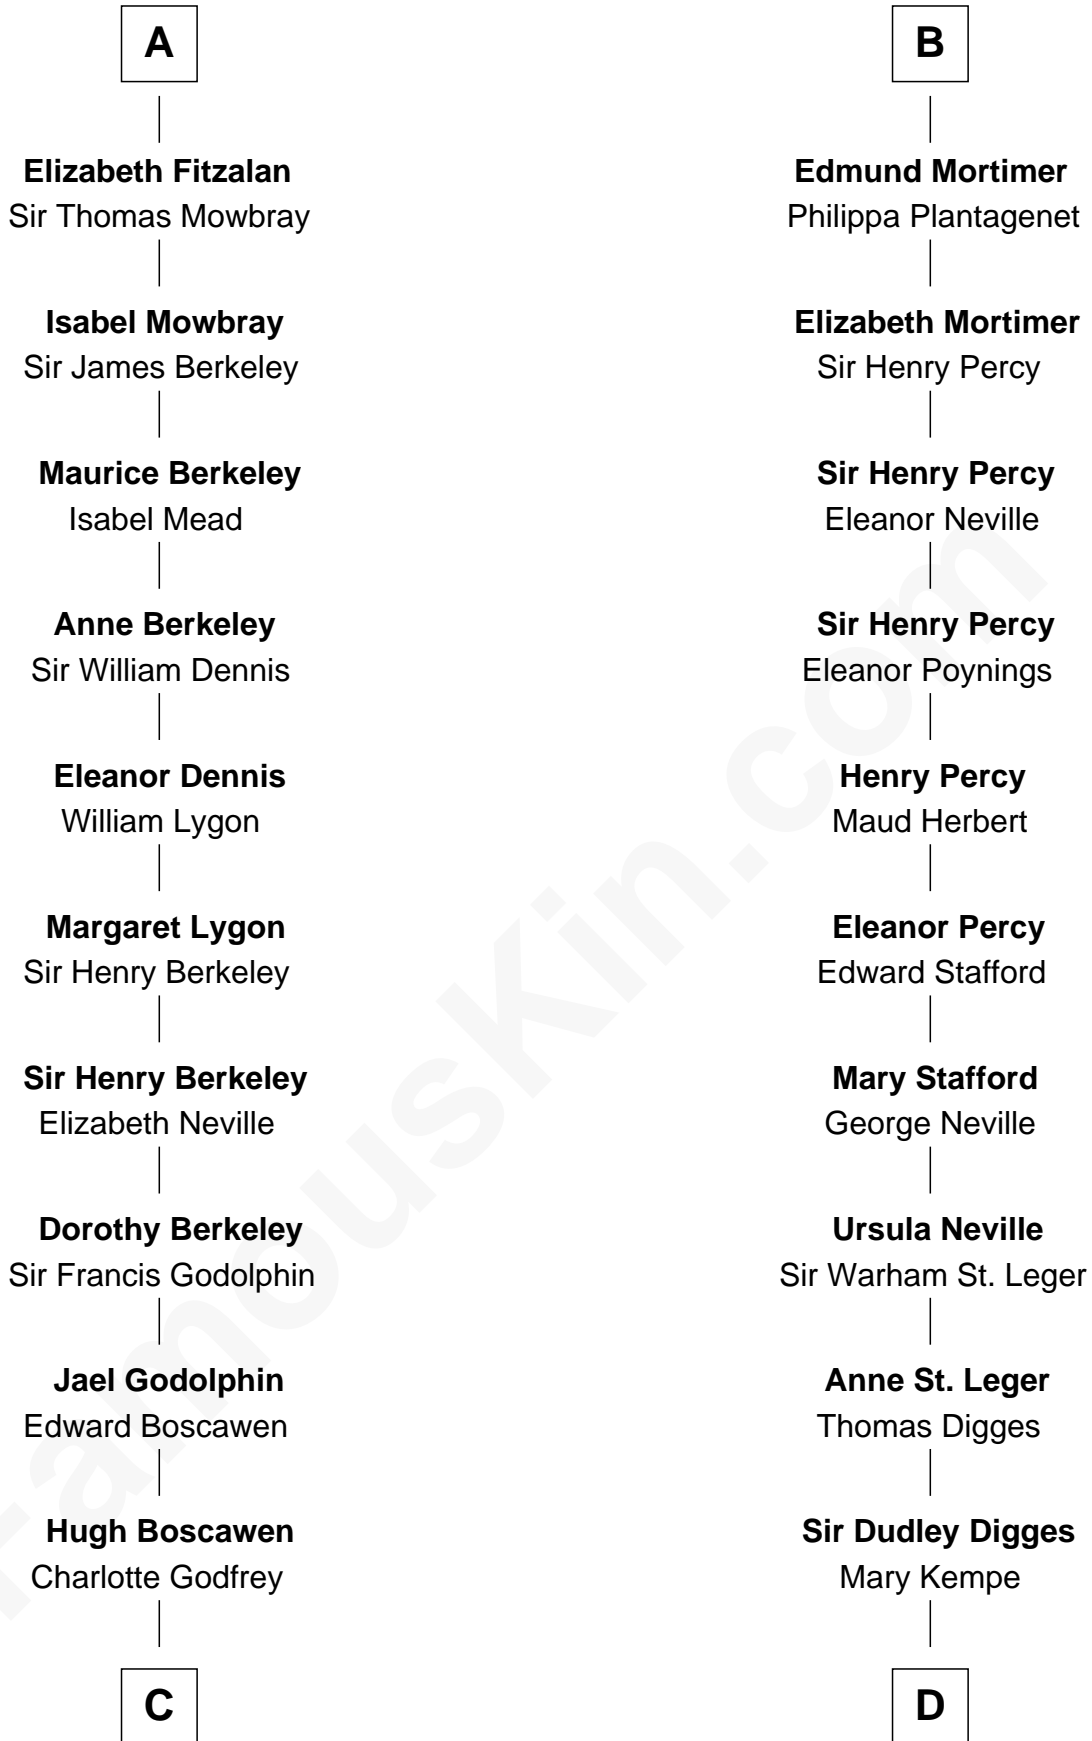 A
Elizabeth Fitzalan
Sir Thomas Mowbray
Isabel Mowbray
Sir James Berkeley
Maurice Berkeley
Isabel Mead
Anne Berkeley
Sir William Dennis
Eleanor Dennis
William Lygon
Margaret Lygon
Sir Henry Berkeley
Sir Henry Berkeley
Elizabeth Neville
Dorothy Berkeley
Sir Francis Godolphin
Jael Godolphin
Edward Boscawen
Hugh Boscawen
Charlotte Godfrey
C
B
Edmund Mortimer
Philippa Plantagenet
Elizabeth Mortimer
Sir Henry Percy
Sir Henry Percy
Eleanor Neville
Sir Henry Percy
Eleanor Poynings
Henry Percy
Maud Herbert
Eleanor Percy
Edward Stafford
Mary Stafford
George Neville
Ursula Neville
Sir Warham St. Leger
Anne St. Leger
Thomas Digges
Sir Dudley Digges
Mary Kempe
D
FamousKin.com